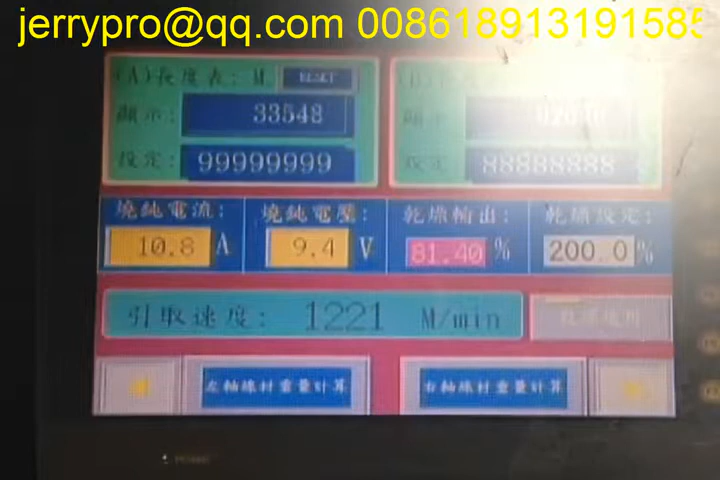 jerrypro@qq.com 008618913191585
(A)長度表: M RESET
顯示: 33548
設定: 99999999
設定 88888888
燒鈍電流: 燒鈍電壓: 乾燥輸出: 乾燥設定:
10.8 A 9.4 V 81.40 % 200.0 %
引取速度: 1221 M/min
左軸線材重量計算 右軸線材重量計算